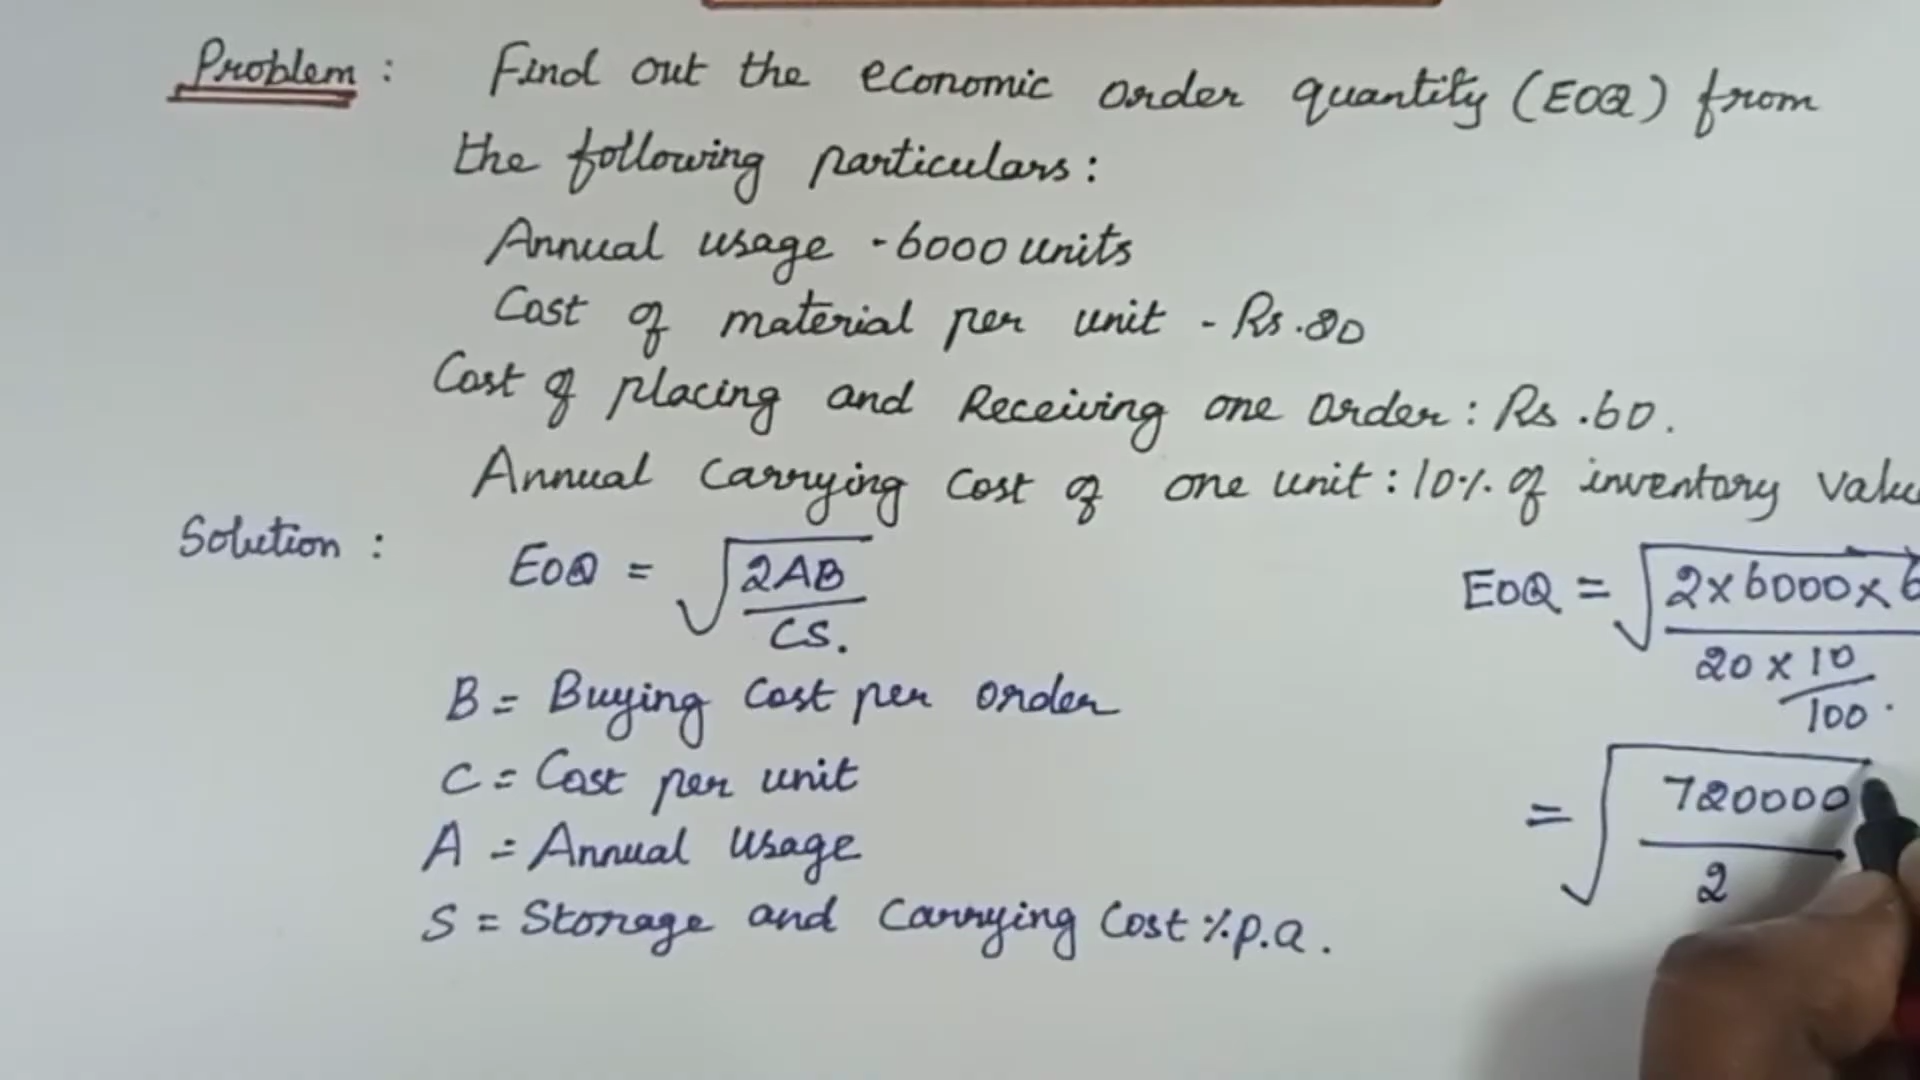 Problem : Find out the economic order quantity (EOQ) from
the following particulars :
Annual usage - 6000 units
Cost of material per unit - Rs. 20
Cost of placing and Receiving one order : Rs. 60.
Annual Carrying Cost of one unit : 10% of inventory valu
Solution :
EOQ = √2AB/CS.
B = Buying Cost per order
C = Cost per unit
A = Annual usage
S = Storage and Carrying Cost % p.a.
EOQ = √2 x 6000 x 6
20 x 10/100.
= √720000/2